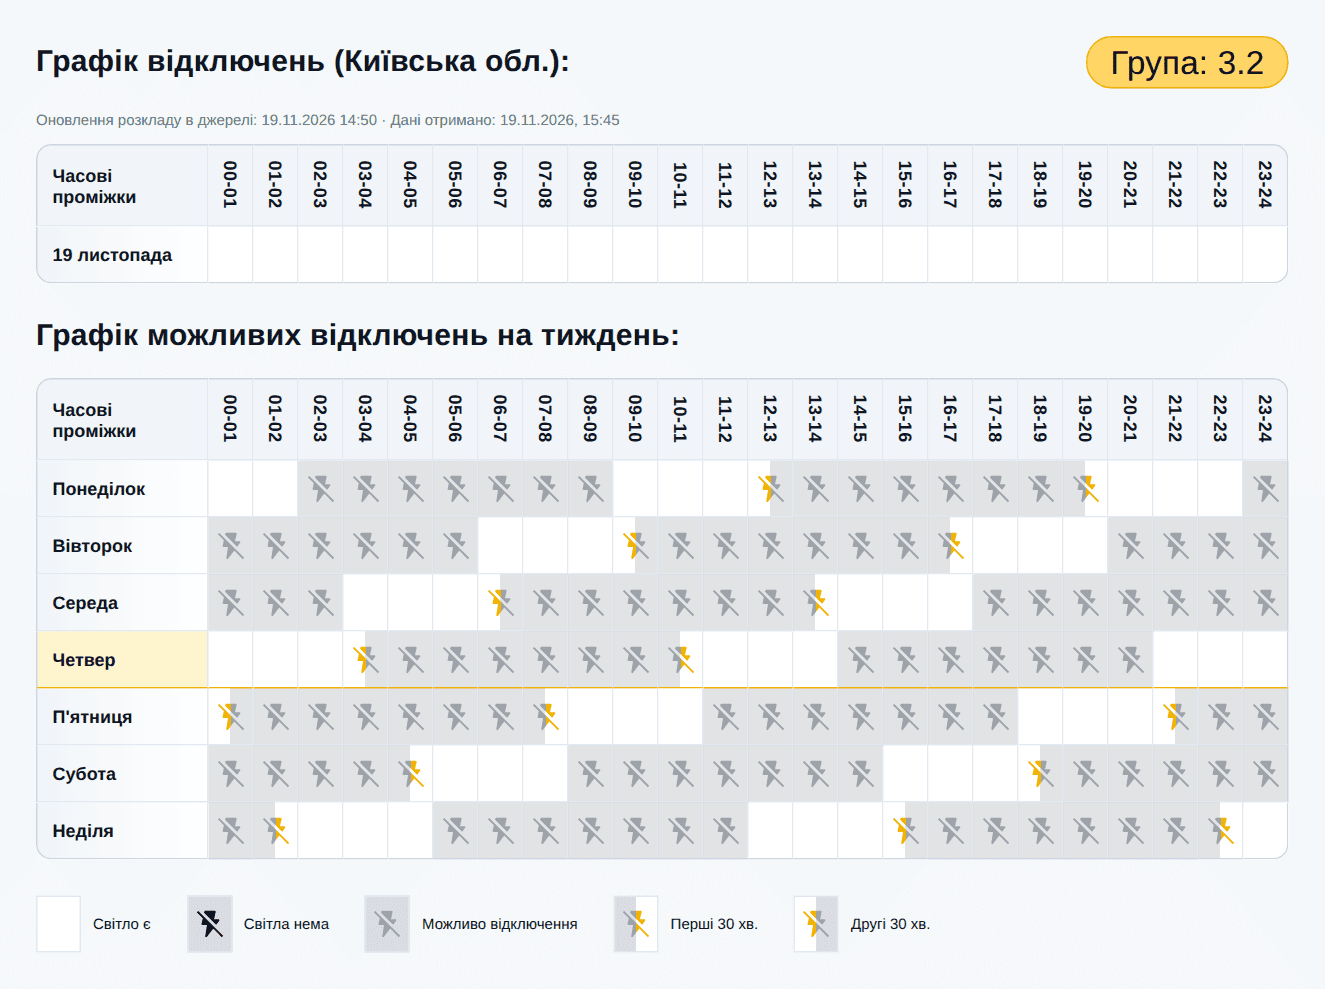 Графік відключень (Київська обл.):
Група: 3.2
Оновлення розкладу в джерелі: 19.11.2026 14:50 · Дані отримано: 19.11.2026, 15:45
Часові
проміжки
00-01 01-02 02-03 03-04 04-05 05-06 06-07 07-08 08-09 09-10 10-11 11-12 12-13 13-14 14-15 15-16 16-17 17-18 18-19 19-20 20-21 21-22 22-23 23-24
19 листопада
Графік можливих відключень на тиждень:
Часові
проміжки
00-01 01-02 02-03 03-04 04-05 05-06 06-07 07-08 08-09 09-10 10-11 11-12 12-13 13-14 14-15 15-16 16-17 17-18 18-19 19-20 20-21 21-22 22-23 23-24
Понеділок
Вівторок
Середа
Четвер
П'ятниця
Субота
Неділя
Світло є
Світла нема
Можливо відключення
Перші 30 хв.
Другі 30 хв.